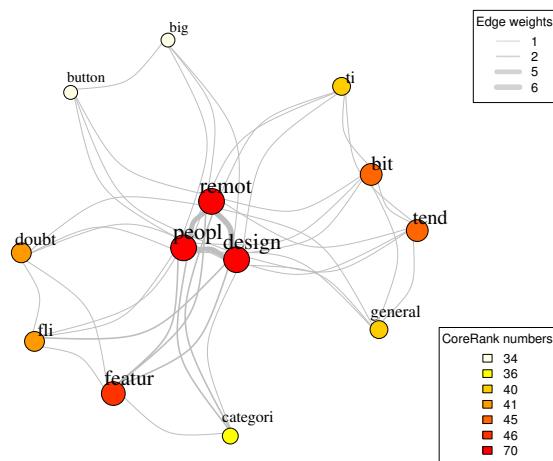 big
Edge weights
1
2
5
6
button
ti
bit
remot
tend
peopl
design
doubt
general
fli
featur
categori
CoreRank numbers
34
36
40
41
45
46
70